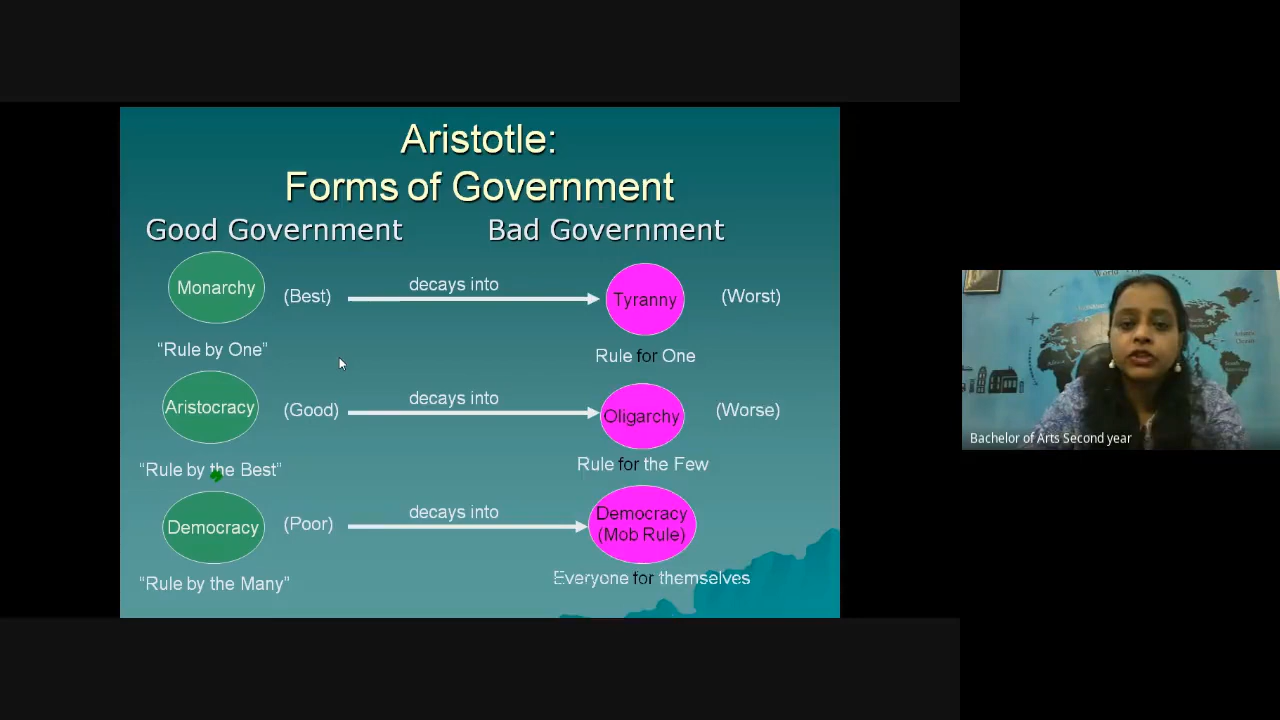 Aristotle:
Forms of Government
Good Government
Bad Government
Monarchy
(Best)
decays into
Tyranny
(Worst)
"Rule by One"
Rule for One
Aristocracy
(Good)
decays into
Oligarchy
(Worse)
"Rule by the Best"
Rule for the Few
Democracy
(Poor)
decays into
Democracy
(Mob Rule)
"Rule by the Many"
Everyone for themselves
Bachelor of Arts Second year